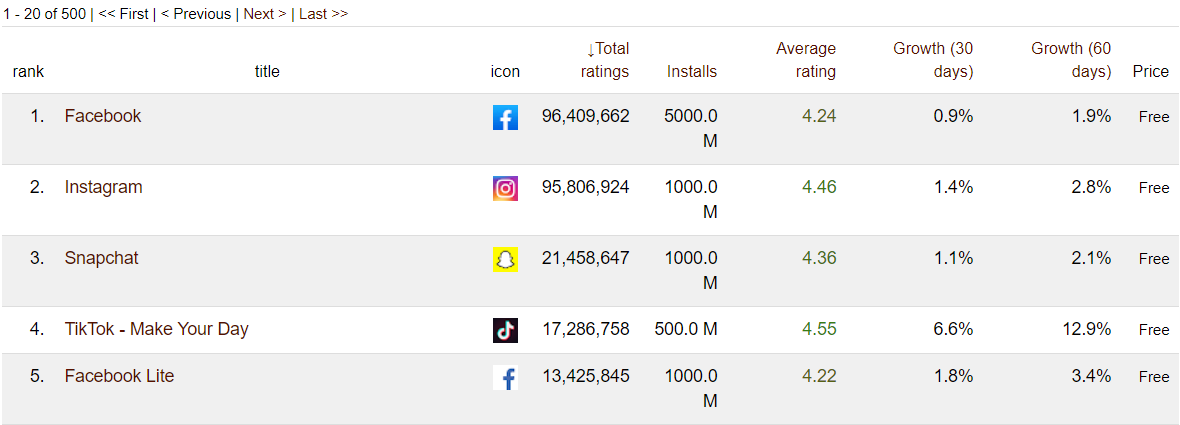 1 - 20 of 500 | << First | < Previous | Next > | Last >>
rank title icon ↓Total ratings Installs Average rating Growth (30 days) Growth (60 days) Price
1. Facebook 96,409,662 5000.0 M 4.24 0.9% 1.9% Free
2. Instagram 95,806,924 1000.0 M 4.46 1.4% 2.8% Free
3. Snapchat 21,458,647 1000.0 M 4.36 1.1% 2.1% Free
4. TikTok - Make Your Day 17,286,758 500.0 M 4.55 6.6% 12.9% Free
5. Facebook Lite 13,425,845 1000.0 M 4.22 1.8% 3.4% Free